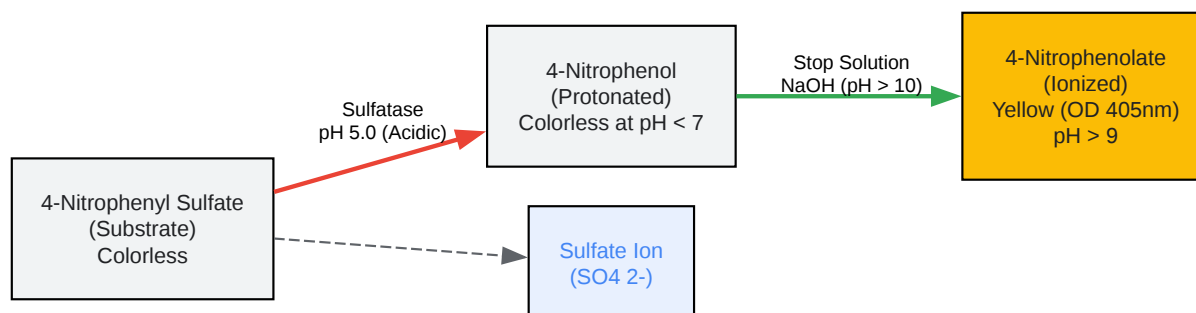 4-Nitrophenyl Sulfate
(Substrate)
Colorless
Sulfatase
pH 5.0 (Acidic)
4-Nitrophenol
(Protonated)
Colorless at pH < 7
Sulfate Ion
(SO4 2-)
Stop Solution
NaOH (pH > 10)
4-Nitrophenolate
(Ionized)
Yellow (OD 405nm)
pH > 9